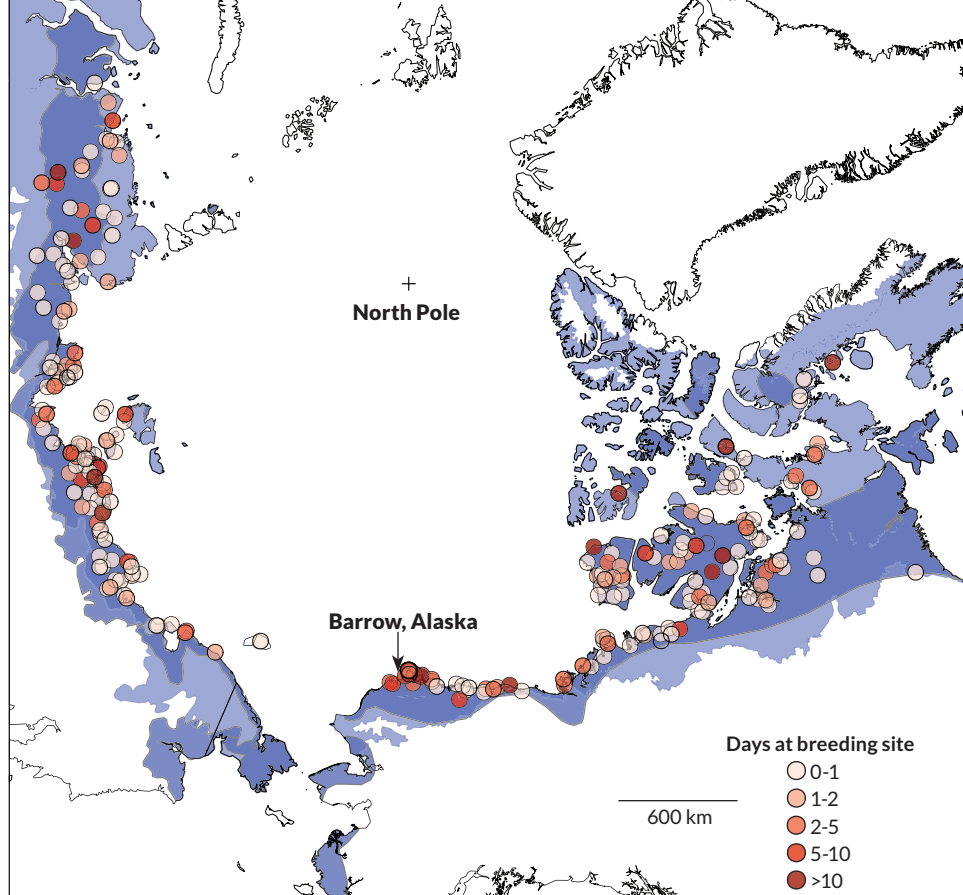 North Pole
Barrow, Alaska
Days at breeding site
0-1
1-2
2-5
5-10
>10
600 km